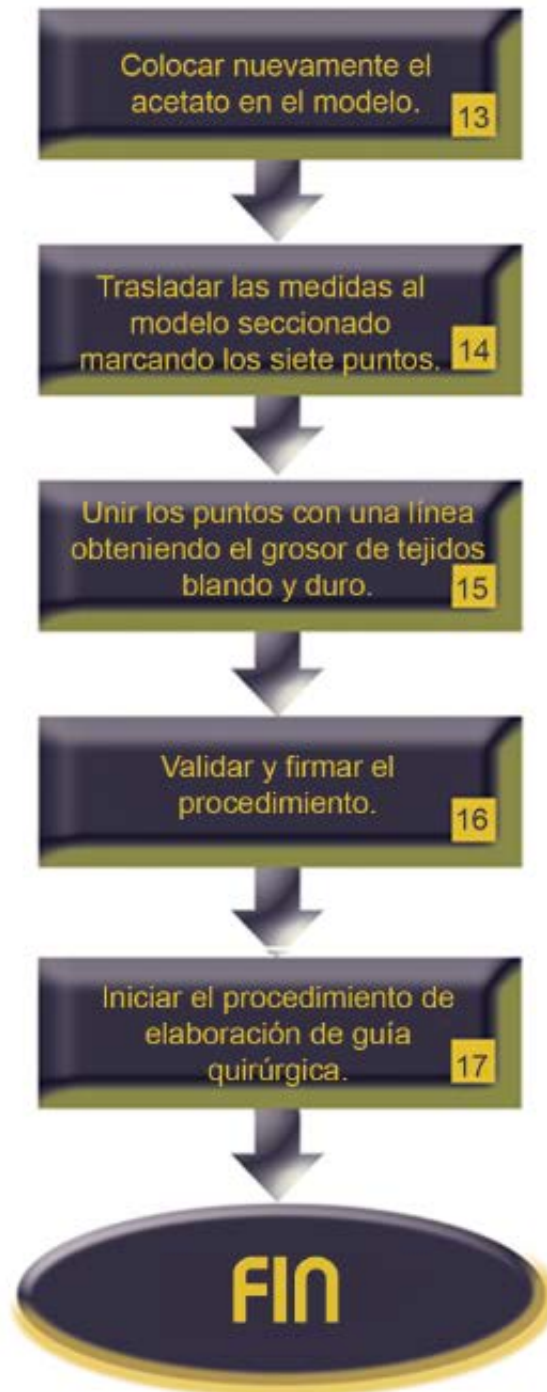 Colocar nuevamente el
acetato en el modelo.
13
Trasladar las medidas al
modelo seccionado
marcando los siete puntos.
14
Unir los puntos con una línea
obteniendo el grosor de tejidos
blando y duro.
15
Validar y firmar el
procedimiento.
16
Iniciar el procedimiento de
elaboración de guía
quirúrgica.
17
FIN